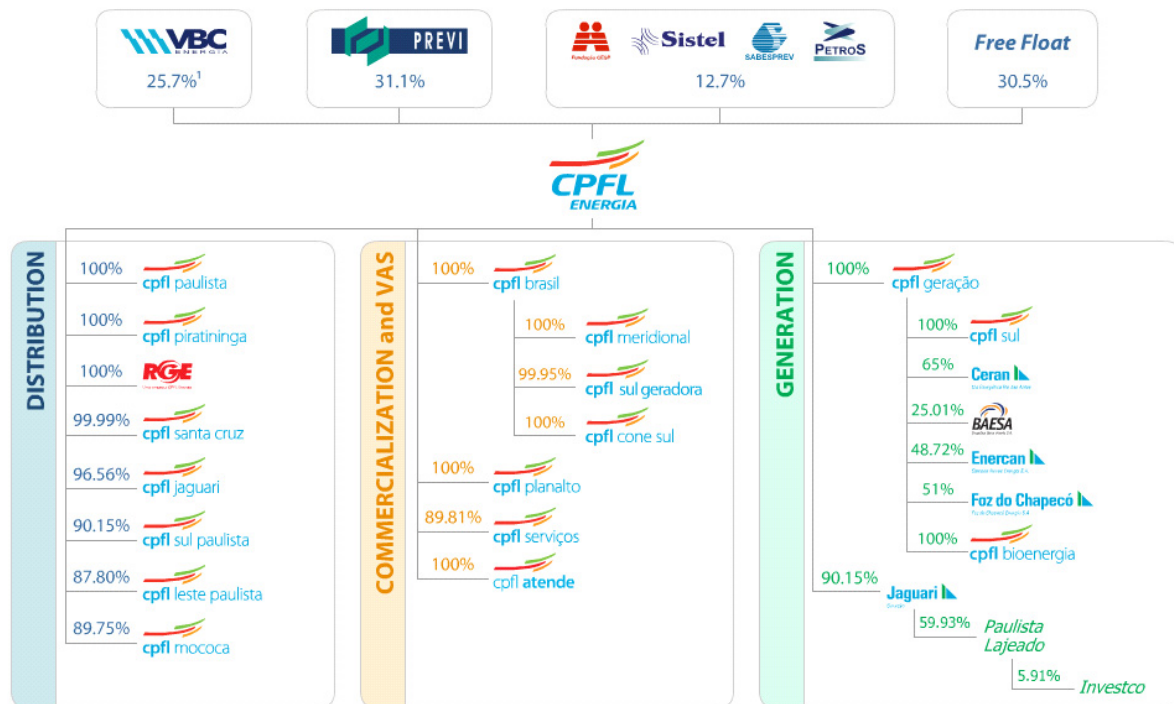 VBC
ENERGIA
25.7%¹
PREVI
31.1%
Fundação CESP
Sistel
SABESPREV
PETROS
12.7%
Free Float
30.5%
CPFL
ENERGIA
DISTRIBUTION
100%
cpfl paulista
100%
cpfl piratininga
100%
RGE
99.99%
cpfl santa cruz
96.56%
cpfl jaguari
90.15%
cpfl sul paulista
87.80%
cpfl leste paulista
89.75%
cpfl mococa
COMMERCIALIZATION and VAS
100%
cpfl brasil
100%
cpfl meridional
99.95%
cpfl sul geradora
100%
cpfl cone sul
100%
cpfl planalto
89.81%
cpfl serviços
100%
cpfl atende
GENERATION
100%
cpfl geração
100%
cpfl sul
65%
Ceran
25.01%
BAESA
48.72%
Enercan
51%
Foz do Chapecó
100%
cpfl bioenergia
90.15%
Jaguari
59.93%
Paulista
Lajeado
5.91%
Investco